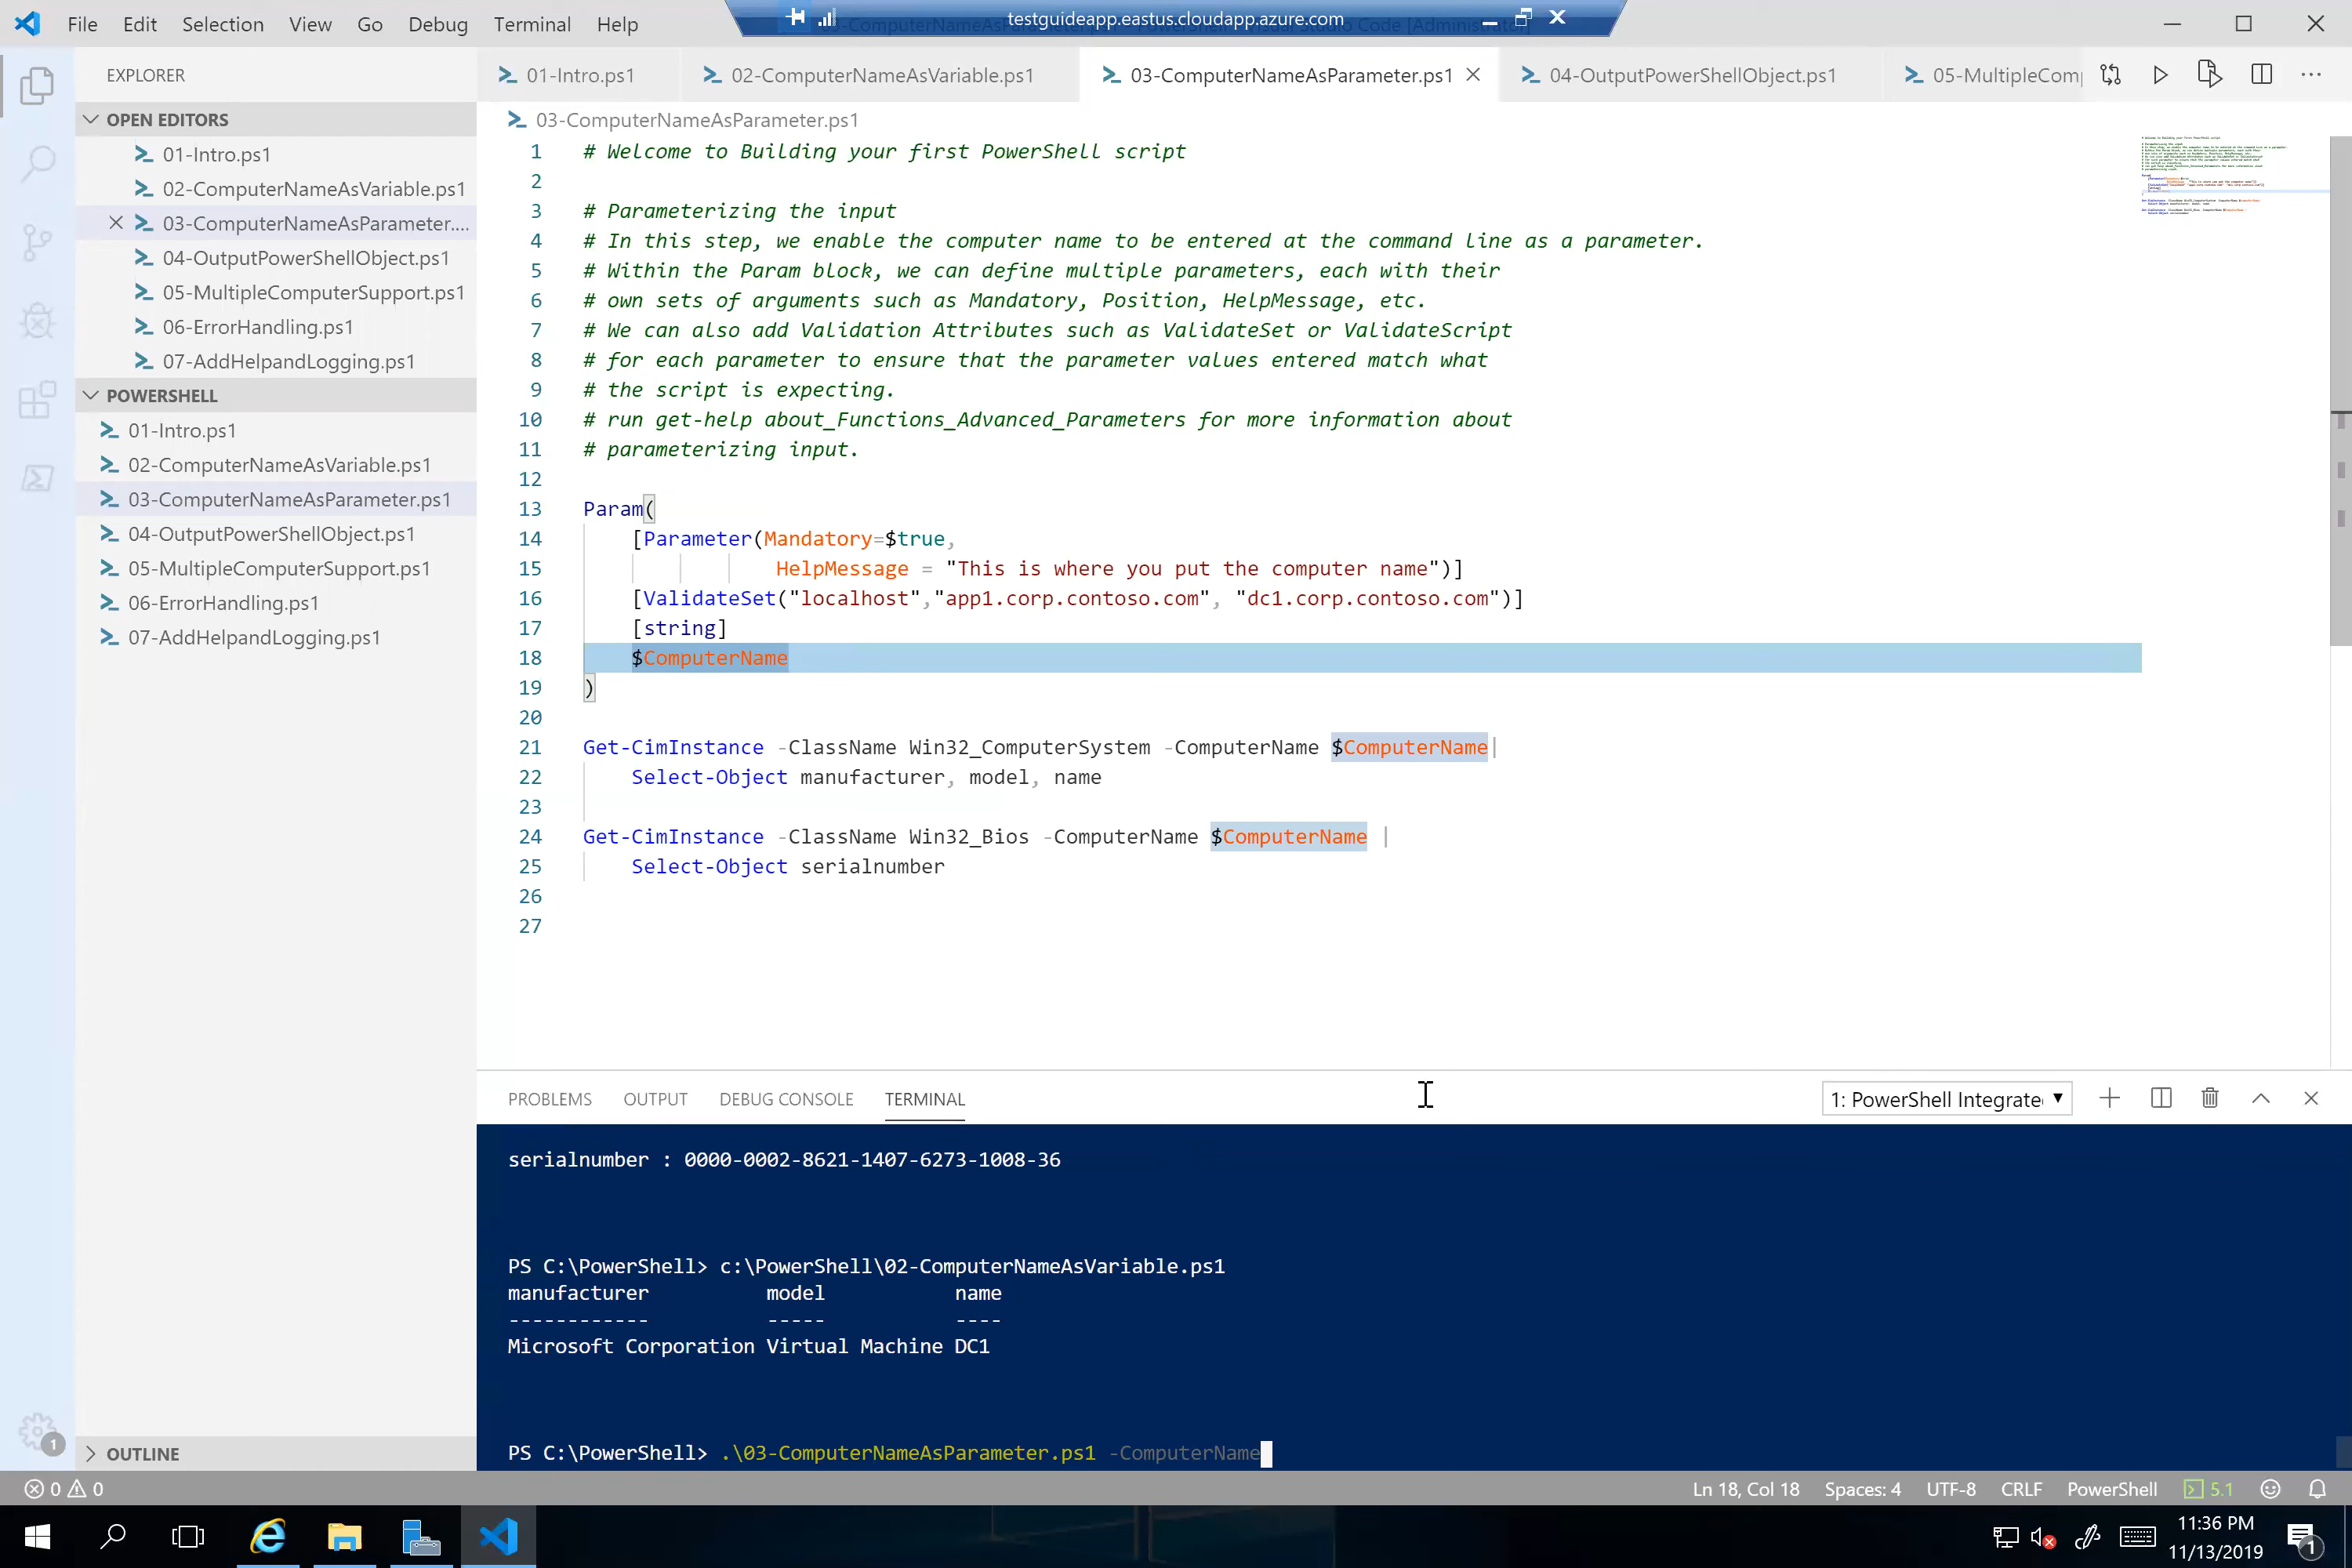 File Edit Selection View Go Debug Terminal Help
testguideapp.eastus.cloudapp.azure.com
EXPLORER
01-Intro.ps1 02-ComputerNameAsVariable.ps1 03-ComputerNameAsParameter.ps1 04-OutputPowerShellObject.ps1 05-MultipleComp
OPEN EDITORS
01-Intro.ps1
02-ComputerNameAsVariable.ps1
03-ComputerNameAsParameter....
04-OutputPowerShellObject.ps1
05-MultipleComputerSupport.ps1
06-ErrorHandling.ps1
07-AddHelpandLogging.ps1
POWERSHELL
01-Intro.ps1
02-ComputerNameAsVariable.ps1
03-ComputerNameAsParameter.ps1
04-OutputPowerShellObject.ps1
05-MultipleComputerSupport.ps1
06-ErrorHandling.ps1
07-AddHelpandLogging.ps1
OUTLINE
03-ComputerNameAsParameter.ps1
1 # Welcome to Building your first PowerShell script
2
3 # Parameterizing the input
4 # In this step, we enable the computer name to be entered at the command line as a parameter.
5 # Within the Param block, we can define multiple parameters, each with their
6 # own sets of arguments such as Mandatory, Position, HelpMessage, etc.
7 # We can also add Validation Attributes such as ValidateSet or ValidateScript
8 # for each parameter to ensure that the parameter values entered match what
9 # the script is expecting.
10 # run get-help about_Functions_Advanced_Parameters for more information about
11 # parameterizing input.
12
13 Param(
14 [Parameter(Mandatory=$true,
15 HelpMessage = "This is where you put the computer name")]
16 [ValidateSet("localhost","app1.corp.contoso.com", "dc1.corp.contoso.com")]
17 [string]
18 $ComputerName
19 )
20
21 Get-CimInstance -ClassName Win32_ComputerSystem -ComputerName $ComputerName|
22 Select-Object manufacturer, model, name
23
24 Get-CimInstance -ClassName Win32_Bios -ComputerName $ComputerName |
25 Select-Object serialnumber
26
27
PROBLEMS OUTPUT DEBUG CONSOLE TERMINAL
1: PowerShell Integrate
serialnumber : 0000-0002-8621-1407-6273-1008-36
PS C:\PowerShell> c:\PowerShell\02-ComputerNameAsVariable.ps1
manufacturer model name
------------ ----- ----
Microsoft Corporation Virtual Machine DC1
PS C:\PowerShell> .\03-ComputerNameAsParameter.ps1 -ComputerName
1
0 0
Ln 18, Col 18 Spaces: 4 UTF-8 CRLF PowerShell 5.1
11:36 PM
11/13/2019
1